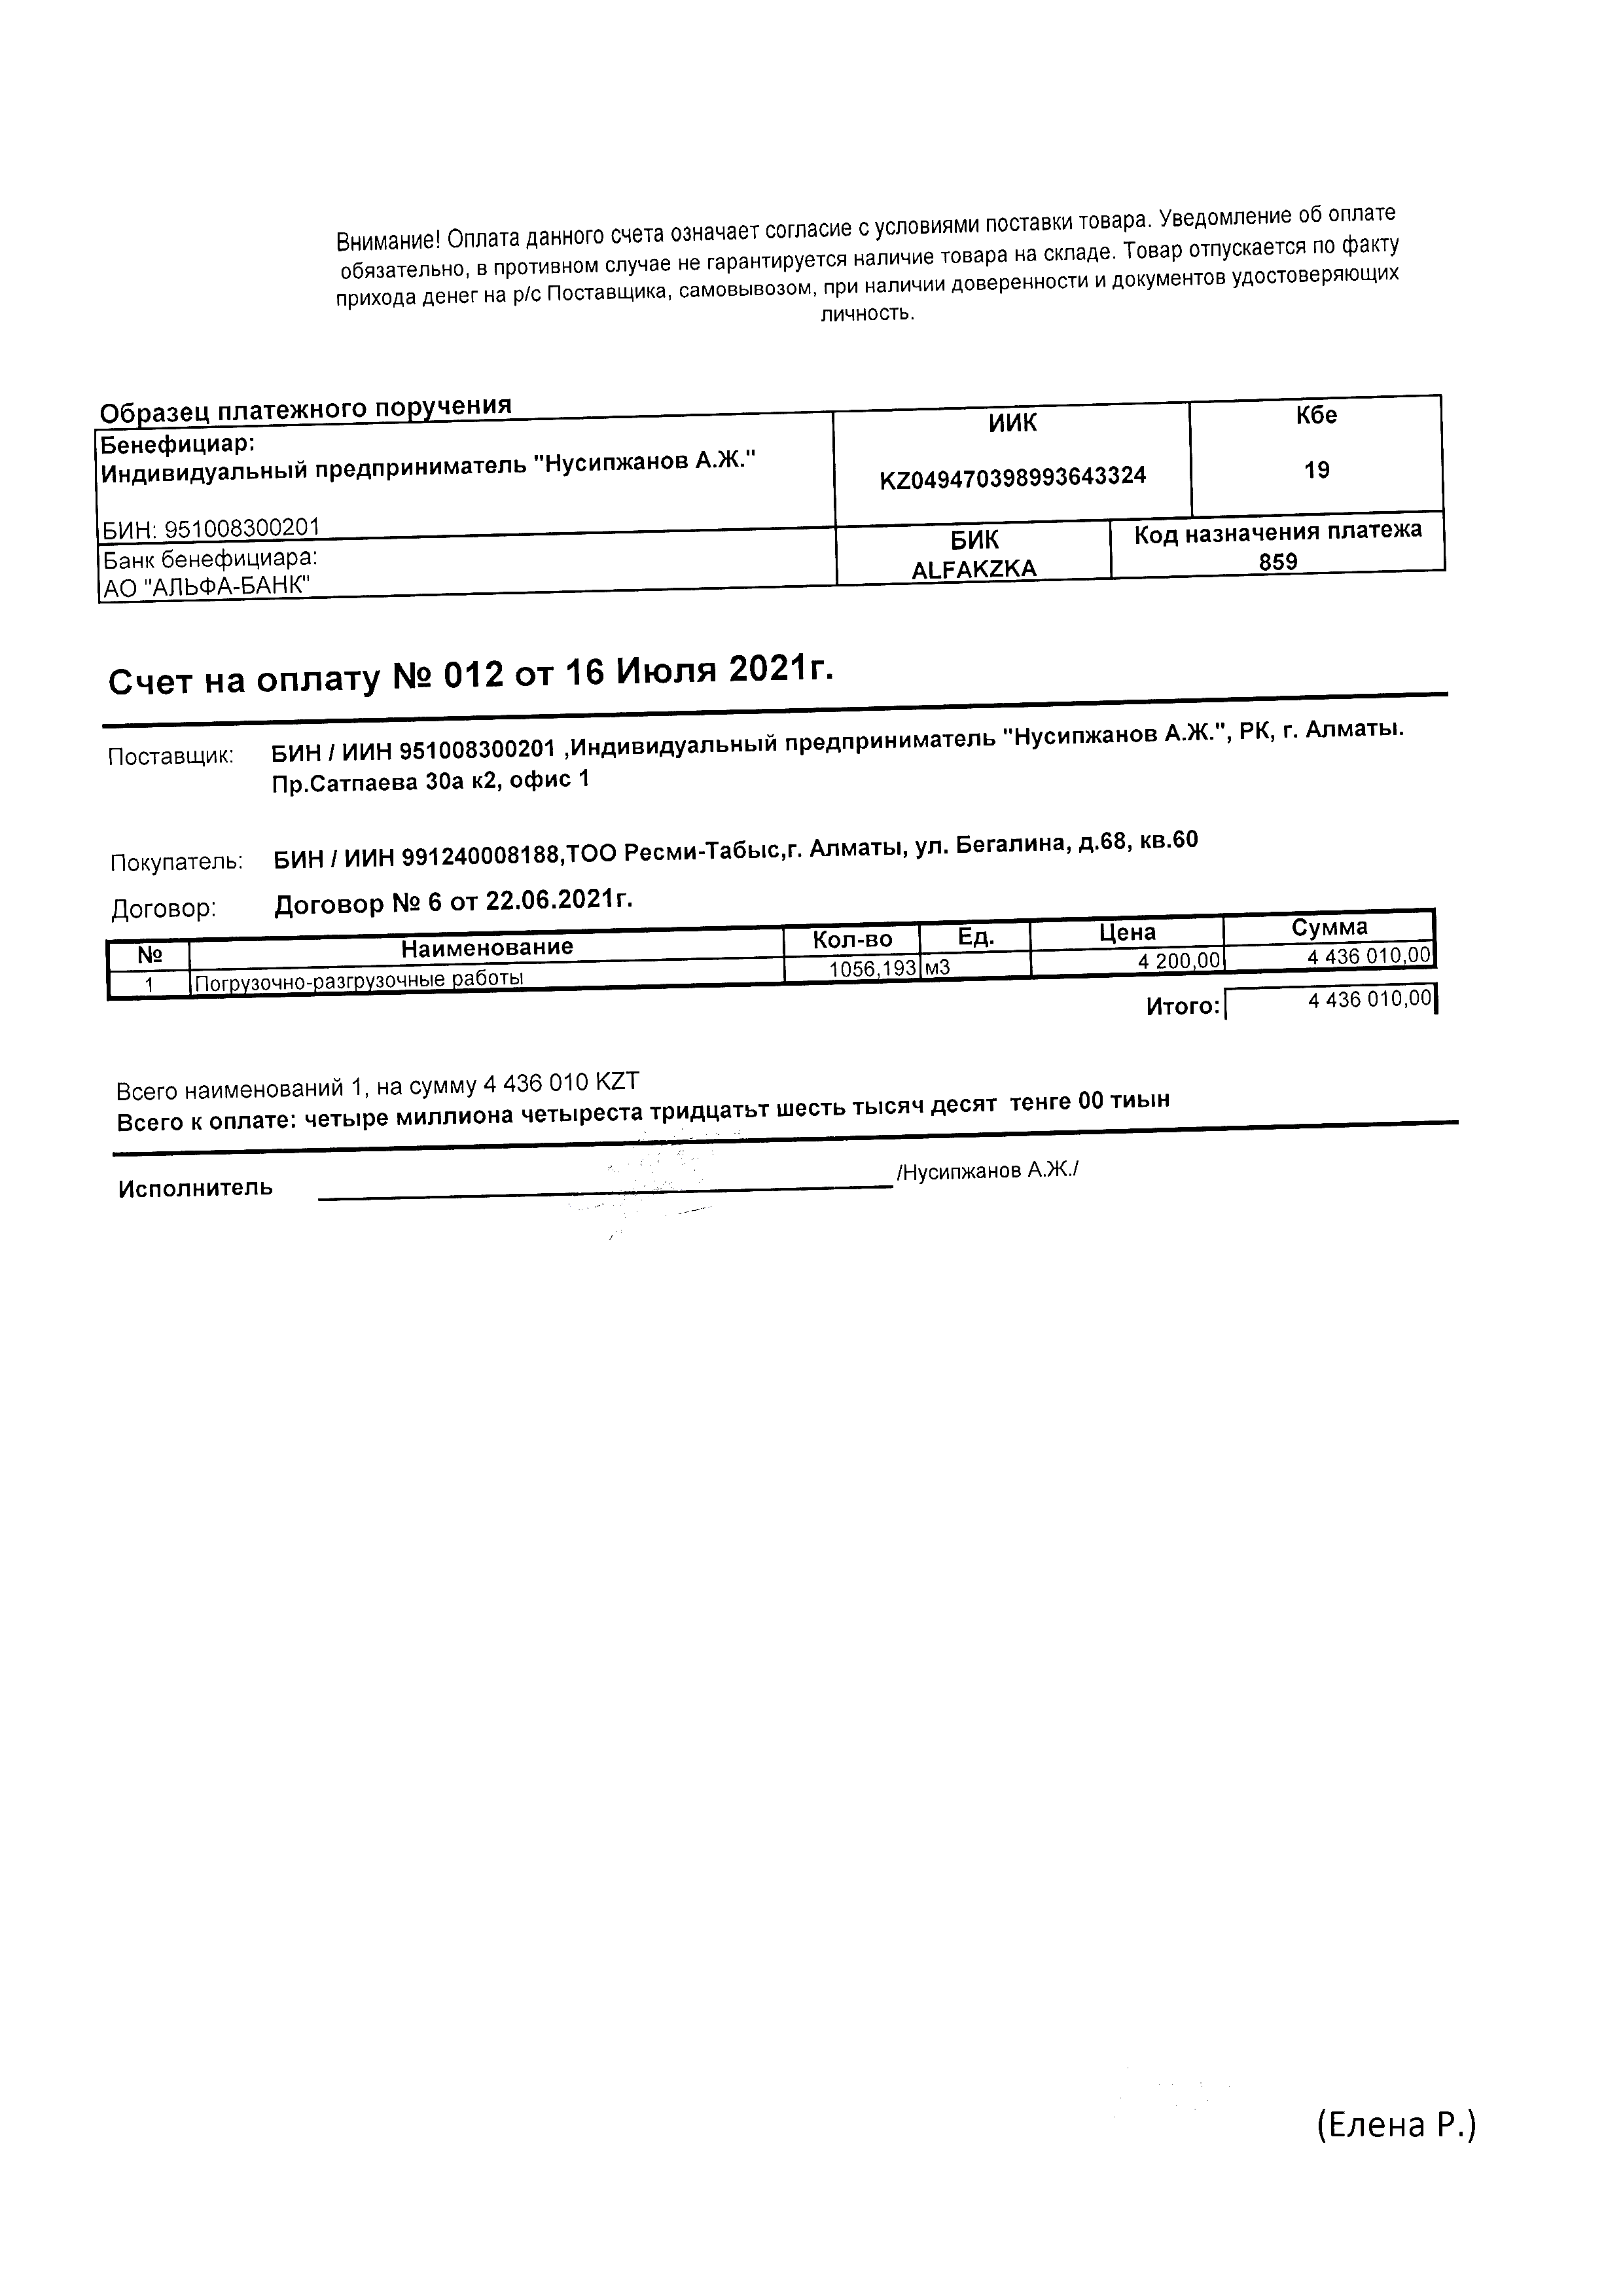 Внимание! Оплата данного счета означает согласие с условиями поставки товара. Уведомление об оплате
обязательно, в противном случае не гарантируется наличие товара на складе. Товар отпускается по факту
прихода денег на р/с Поставщика, самовывозом, при наличии доверенности и документов удостоверяющих
личность.
Образец платежного поручения
Бенефициар: ИИК Кбе
Индивидуальный предприниматель "Нусипжанов А.Ж." KZ049470398993643324 19
БИН: 951008300201
Банк бенефициара: БИК Код назначения платежа
АО "АЛЬФА-БАНК" ALFAKZKA 859
Счет на оплату № 012 от 16 Июля 2021г.
Поставщик: БИН / ИИН 951008300201 ,Индивидуальный предприниматель "Нусипжанов А.Ж.", РК, г. Алматы.
Пр.Сатпаева 30а к2, офис 1
Покупатель: БИН / ИИН 991240008188,ТОО Ресми-Табыс,г. Алматы, ул. Бегалина, д.68, кв.60
Договор: Договор № 6 от 22.06.2021г.
№ Наименование Кол-во Ед. Цена Сумма
1 Погрузочно-разгрузочные работы 1056,193 м3 4 200,00 4 436 010,00
Итого: 4 436 010,00
Всего наименований 1, на сумму 4 436 010 KZT
Всего к оплате: четыре миллиона четыреста тридцатьт шесть тысяч десят тенге 00 тиын
Исполнитель /Нусипжанов А.Ж./
(Елена Р.)